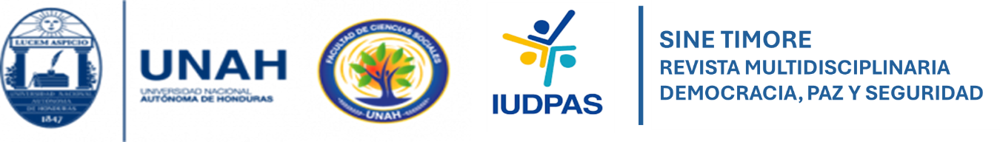 LUCEM ASPICIO
UNIVERSIDAD NACIONAL
AUTÓNOMA
DE HONDURAS
1847
UNAH
UNIVERSIDAD NACIONAL
AUTÓNOMA DE HONDURAS
FACULTAD DE CIENCIAS SOCIALES
-UNAH-
IUDPAS
SINE TIMORE
REVISTA MULTIDISCIPLINARIA
DEMOCRACIA, PAZ Y SEGURIDAD